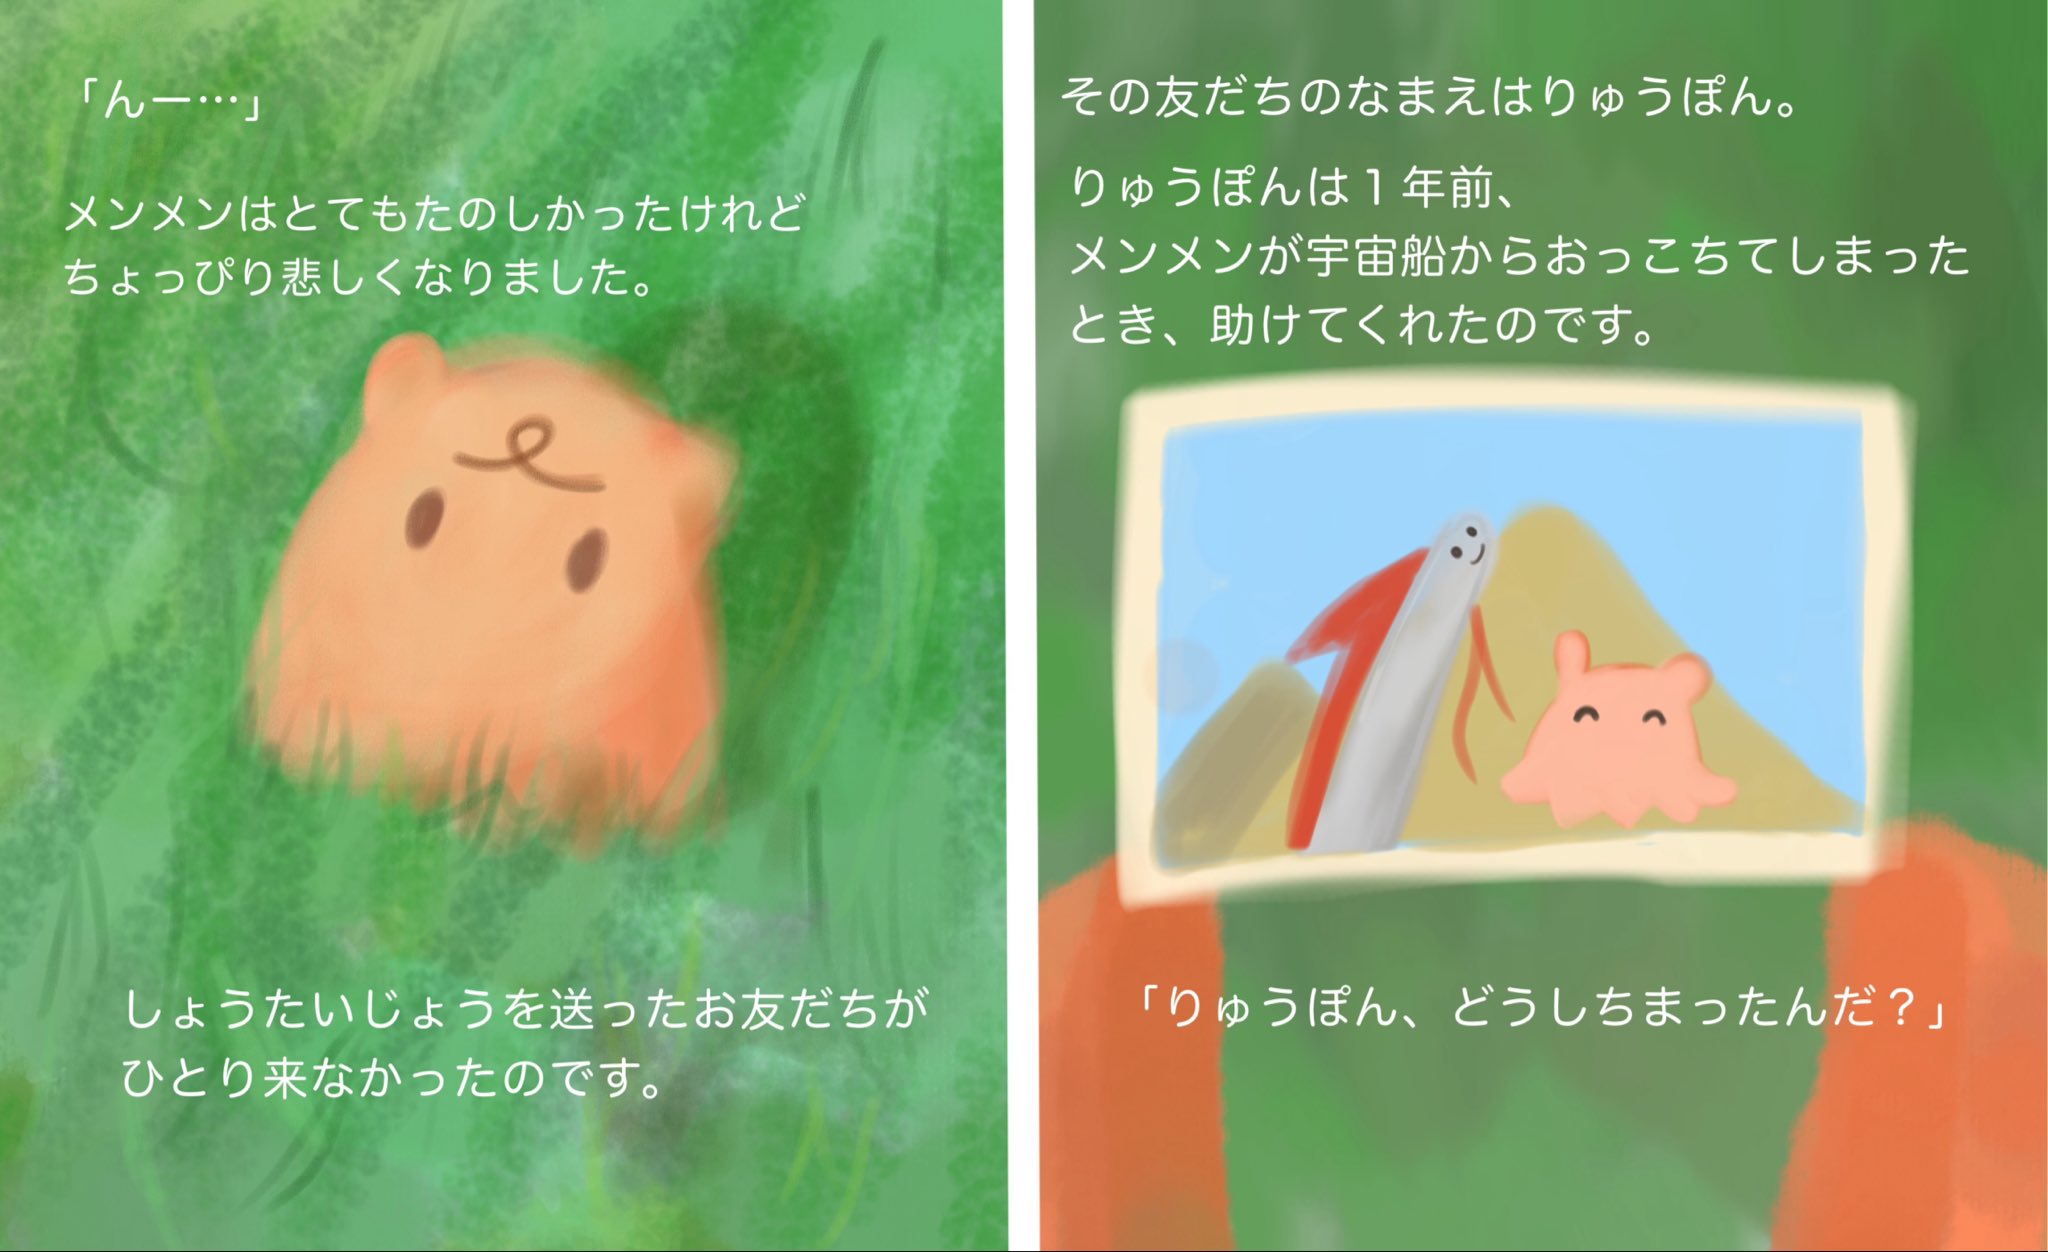 「んー…」
メンメンはとてもたのしかったけれど
ちょっぴり悲しくなりました。
しょうたいじょうを送ったお友だちが
ひとり来なかったのです。
その友だちのなまえはりゅうぽん。
りゅうぽんは１年前、
メンメンが宇宙船からおっこちてしまった
とき、助けてくれたのです。
「りゅうぽん、どうしちまったんだ？」